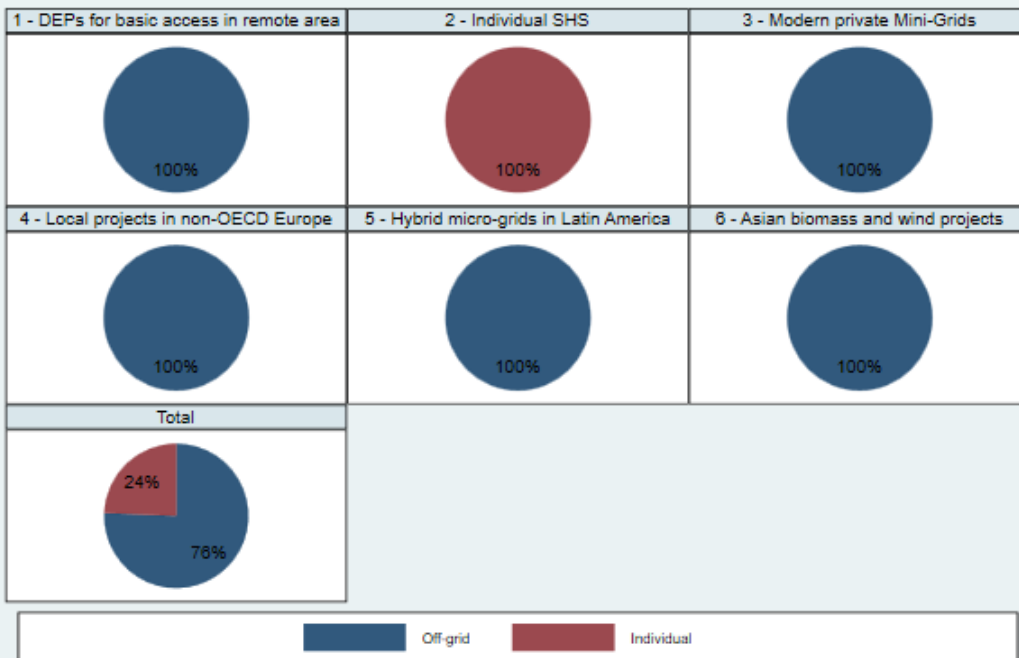 1 - DEPs for basic access in remote area
2 - Individual SHS
3 - Modern private Mini-Grids
100%
100%
100%
4 - Local projects in non-OECD Europe
5 - Hybrid micro-grids in Latin America
6 - Asian biomass and wind projects
100%
100%
100%
Total
24%
76%
Off-grid
Individual